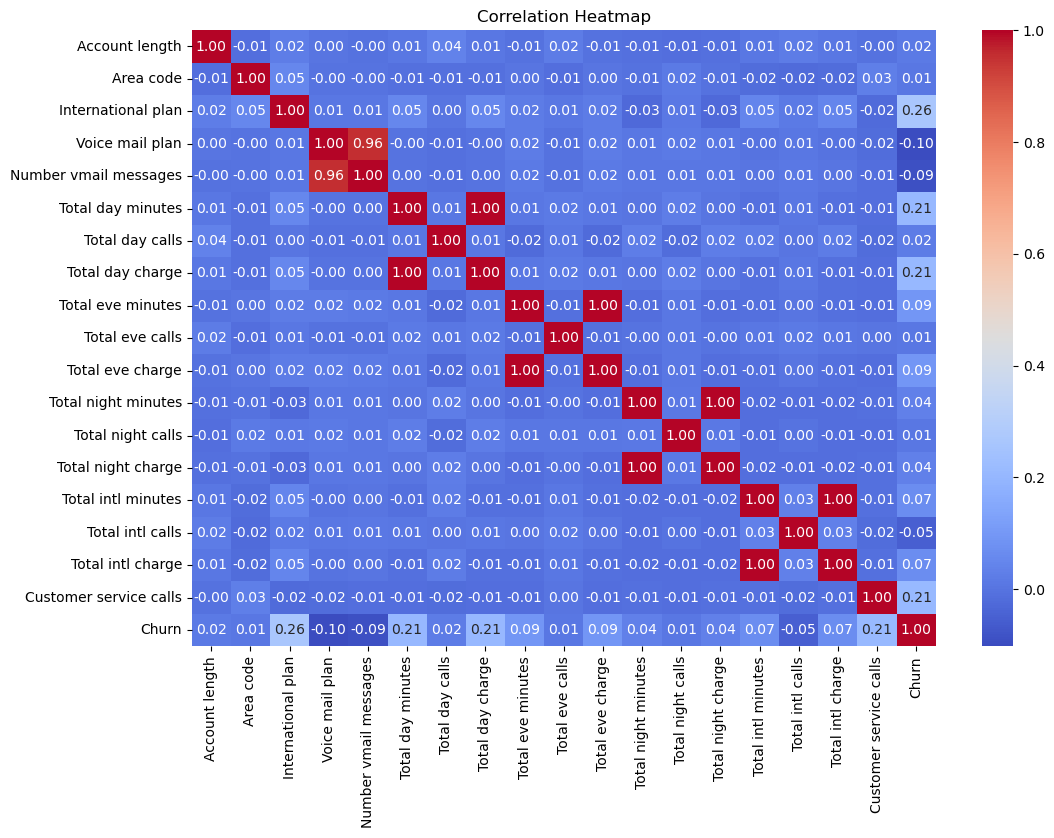 Correlation Heatmap
Account length 1.00 -0.01 0.02 0.00 -0.00 0.01 0.04 0.01 -0.01 0.02 -0.01 -0.01 -0.01 -0.01 0.01 0.02 0.01 -0.00 0.02
Area code -0.01 1.00 0.05 -0.00 -0.00 -0.01 -0.01 -0.01 0.00 -0.01 0.00 -0.01 0.02 -0.01 -0.02 -0.02 -0.02 0.03 0.01
International plan 0.02 0.05 1.00 0.01 0.01 0.05 0.00 0.05 0.02 0.01 0.02 -0.03 0.01 -0.03 0.05 0.02 0.05 -0.02 0.26
Voice mail plan 0.00 -0.00 0.01 1.00 0.96 -0.00 -0.01 -0.00 0.02 -0.01 0.02 0.01 0.02 0.01 -0.00 0.01 -0.00 -0.02 -0.10
Number vmail messages -0.00 -0.00 0.01 0.96 1.00 0.00 -0.01 0.00 0.02 -0.01 0.02 0.01 0.01 0.01 0.00 0.01 0.00 -0.01 -0.09
Total day minutes 0.01 -0.01 0.05 -0.00 0.00 1.00 0.01 1.00 0.01 0.02 0.01 0.00 0.02 0.00 -0.01 0.01 -0.01 -0.01 0.21
Total day calls 0.04 -0.01 0.00 -0.01 -0.01 0.01 1.00 0.01 -0.02 0.01 -0.02 0.02 -0.02 0.02 0.02 0.00 0.02 -0.02 0.02
Total day charge 0.01 -0.01 0.05 -0.00 0.00 1.00 0.01 1.00 0.01 0.02 0.01 0.00 0.02 0.00 -0.01 0.01 -0.01 -0.01 0.21
Total eve minutes -0.01 0.00 0.02 0.02 0.02 0.01 -0.02 0.01 1.00 -0.01 1.00 -0.01 0.01 -0.01 -0.01 0.00 -0.01 -0.01 0.09
Total eve calls 0.02 -0.01 0.01 -0.01 -0.01 0.02 0.01 0.02 -0.01 1.00 -0.01 -0.00 0.01 -0.00 0.01 0.02 0.01 0.00 0.01
Total eve charge -0.01 0.00 0.02 0.02 0.02 0.01 -0.02 0.01 1.00 -0.01 1.00 -0.01 0.01 -0.01 -0.01 0.00 -0.01 -0.01 0.09
Total night minutes -0.01 -0.01 -0.03 0.01 0.01 0.00 0.02 0.00 -0.01 -0.00 -0.01 1.00 0.01 1.00 -0.02 -0.01 -0.02 -0.01 0.04
Total night calls -0.01 0.02 0.01 0.02 0.01 0.02 -0.02 0.02 0.01 0.01 0.01 0.01 1.00 0.01 -0.01 0.00 -0.01 -0.01 0.01
Total night charge -0.01 -0.01 -0.03 0.01 0.01 0.00 0.02 0.00 -0.01 -0.00 -0.01 1.00 0.01 1.00 -0.02 -0.01 -0.02 -0.01 0.04
Total intl minutes 0.01 -0.02 0.05 -0.00 0.00 -0.01 0.02 -0.01 -0.01 0.01 -0.01 -0.02 -0.01 -0.02 1.00 0.03 1.00 -0.01 0.07
Total intl calls 0.02 -0.02 0.02 0.01 0.01 0.01 0.00 0.01 0.00 0.02 0.00 -0.01 0.00 -0.01 0.03 1.00 0.03 -0.02 -0.05
Total intl charge 0.01 -0.02 0.05 -0.00 0.00 -0.01 0.02 -0.01 -0.01 0.01 -0.01 -0.02 -0.01 -0.02 1.00 0.03 1.00 -0.01 0.07
Customer service calls -0.00 0.03 -0.02 -0.02 -0.01 -0.01 -0.02 -0.01 -0.01 0.00 -0.01 -0.01 -0.01 -0.01 -0.01 -0.02 -0.01 1.00 0.21
Churn 0.02 0.01 0.26 -0.10 -0.09 0.21 0.02 0.21 0.09 0.01 0.09 0.04 0.01 0.04 0.07 -0.05 0.07 0.21 1.00
Account length
Area code
International plan
Voice mail plan
Number vmail messages
Total day minutes
Total day calls
Total day charge
Total eve minutes
Total eve calls
Total eve charge
Total night minutes
Total night calls
Total night charge
Total intl minutes
Total intl calls
Total intl charge
Customer service calls
Churn
1.0
0.8
0.6
0.4
0.2
0.0